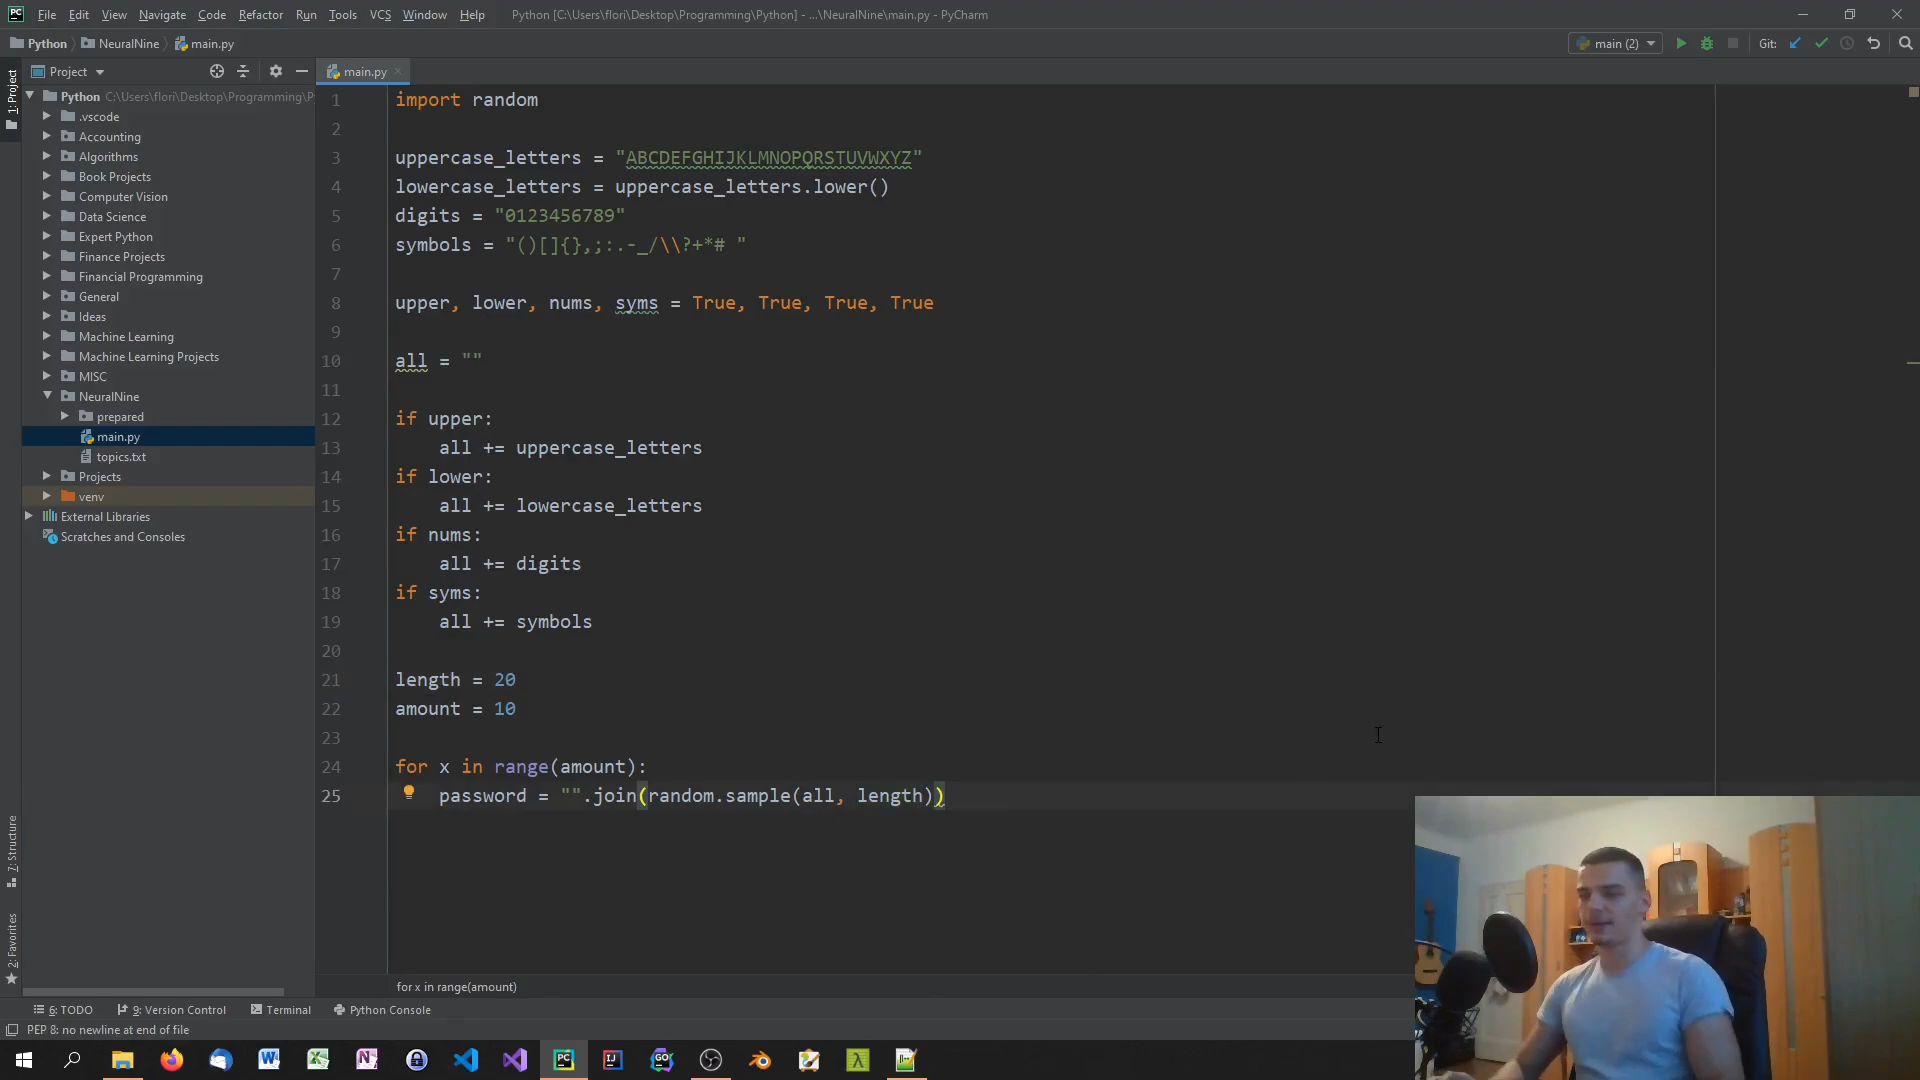 File Edit View Navigate Code Refactor Run Tools VCS Window Help Python [C:\Users\flori\Desktop\Programming\Python] - ...\NeuralNine\main.py - PyCharm
Python NeuralNine main.py main (2) Git:
Project main.py
1: Project
Python C:\Users\flori\Desktop\Programming\P
.vscode
Accounting
Algorithms
Book Projects
Computer Vision
Data Science
Expert Python
Finance Projects
Financial Programming
General
Ideas
Machine Learning
Machine Learning Projects
MISC
NeuralNine
prepared
main.py
topics.txt
Projects
venv
External Libraries
Scratches and Consoles
7: Structure
2: Favorites
1 import random
2
3 uppercase_letters = "ABCDEFGHIJKLMNOPQRSTUVWXYZ"
4 lowercase_letters = uppercase_letters.lower()
5 digits = "0123456789"
6 symbols = "()[]{},;:.-_/\\?+*# "
7
8 upper, lower, nums, syms = True, True, True, True
9
10 all = ""
11
12 if upper:
13 all += uppercase_letters
14 if lower:
15 all += lowercase_letters
16 if nums:
17 all += digits
18 if syms:
19 all += symbols
20
21 length = 20
22 amount = 10
23
24 for x in range(amount):
25 password = "".join(random.sample(all, length))
for x in range(amount)
6: TODO 9: Version Control Terminal Python Console
PEP 8: no newline at end of file